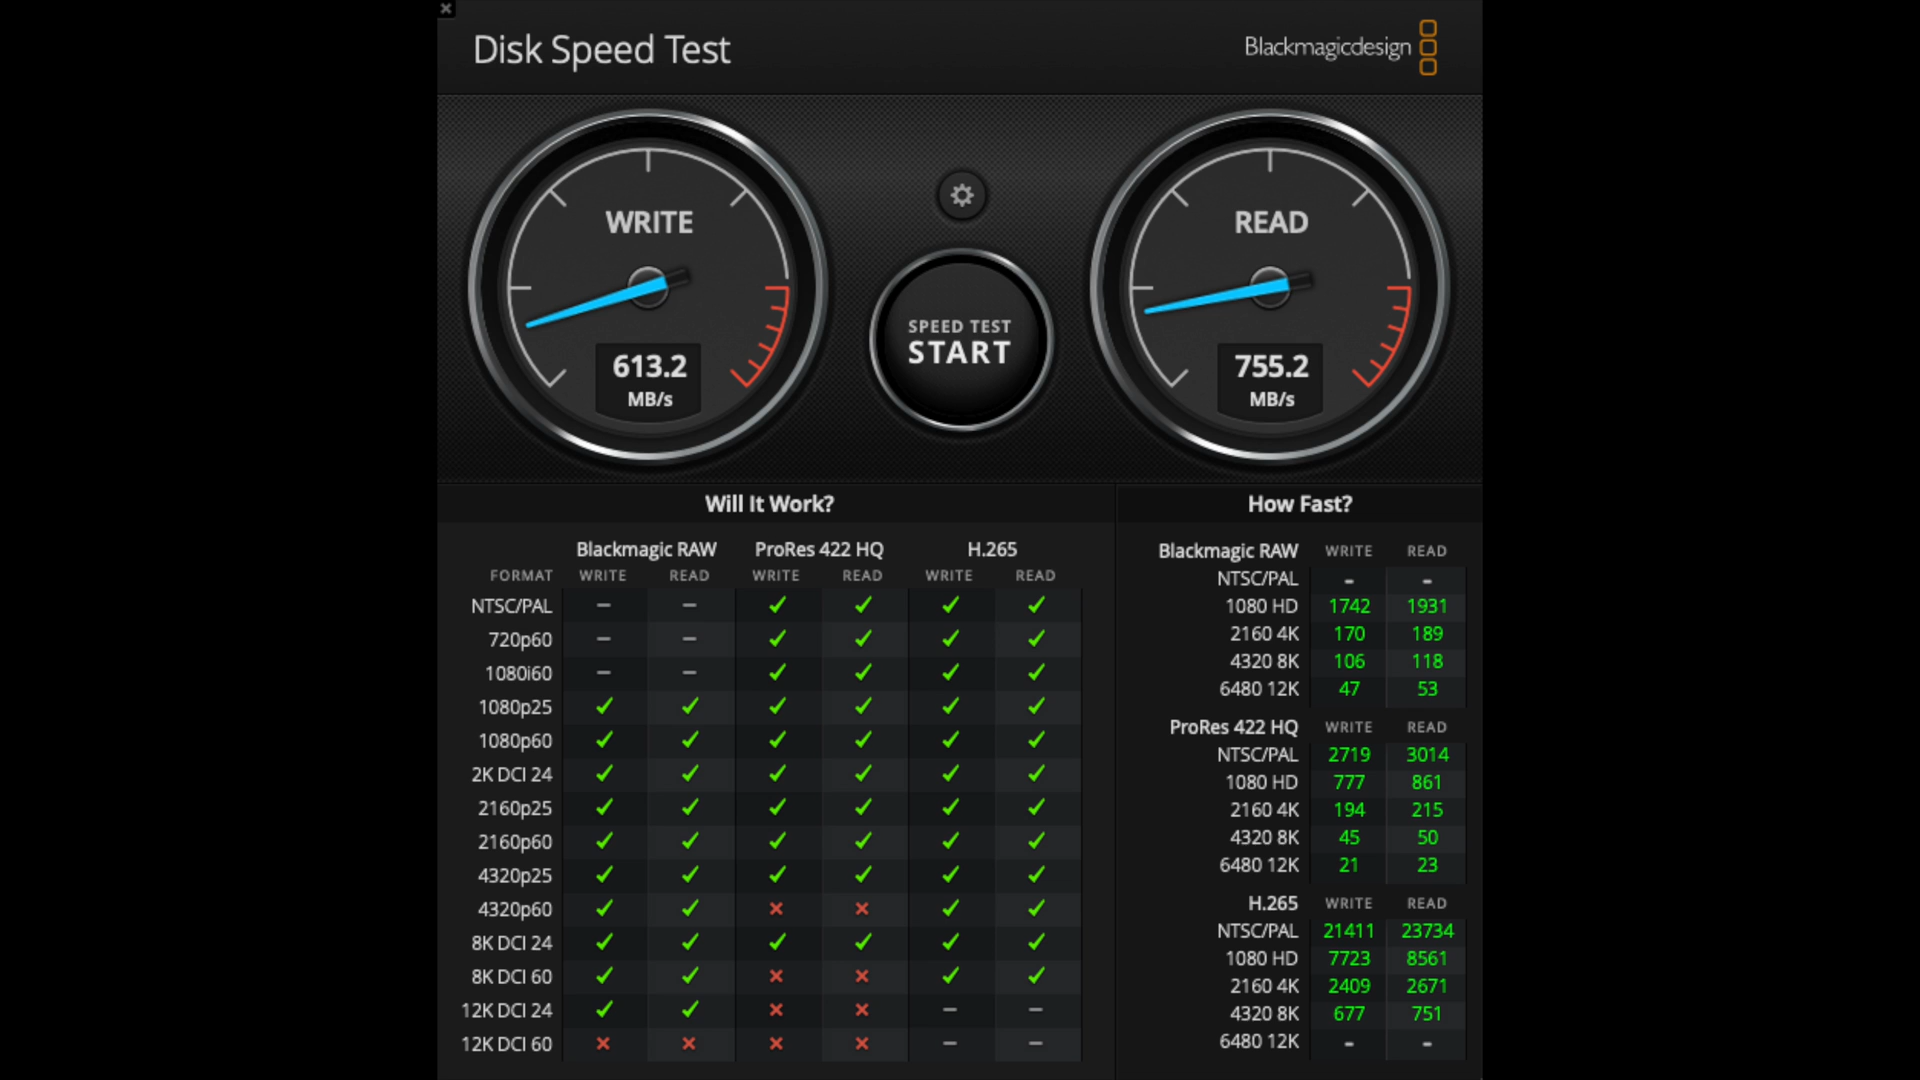 Disk Speed Test
Blackmagicdesign
WRITE
613.2
MB/s
SPEED TEST
START
READ
755.2
MB/s
Will It Work?
Blackmagic RAW ProRes 422 HQ H.265
FORMAT WRITE READ WRITE READ WRITE READ
NTSC/PAL – – ✓ ✓ ✓ ✓
720p60 – – ✓ ✓ ✓ ✓
1080i60 – – ✓ ✓ ✓ ✓
1080p25 ✓ ✓ ✓ ✓ ✓ ✓
1080p60 ✓ ✓ ✓ ✓ ✓ ✓
2K DCI 24 ✓ ✓ ✓ ✓ ✓ ✓
2160p25 ✓ ✓ ✓ ✓ ✓ ✓
2160p60 ✓ ✓ ✓ ✓ ✓ ✓
4320p25 ✓ ✓ ✓ ✓ ✓ ✓
4320p60 ✓ ✓ ✗ ✗ ✓ ✓
8K DCI 24 ✓ ✓ ✓ ✓ ✓ ✓
8K DCI 60 ✓ ✓ ✗ ✗ ✓ ✓
12K DCI 24 ✓ ✓ ✗ ✗ – –
12K DCI 60 ✗ ✗ ✗ ✗ – –
How Fast?
Blackmagic RAW WRITE READ
NTSC/PAL - -
1080 HD 1742 1931
2160 4K 170 189
4320 8K 106 118
6480 12K 47 53
ProRes 422 HQ WRITE READ
NTSC/PAL 2719 3014
1080 HD 777 861
2160 4K 194 215
4320 8K 45 50
6480 12K 21 23
H.265 WRITE READ
NTSC/PAL 21411 23734
1080 HD 7723 8561
2160 4K 2409 2671
4320 8K 677 751
6480 12K - -